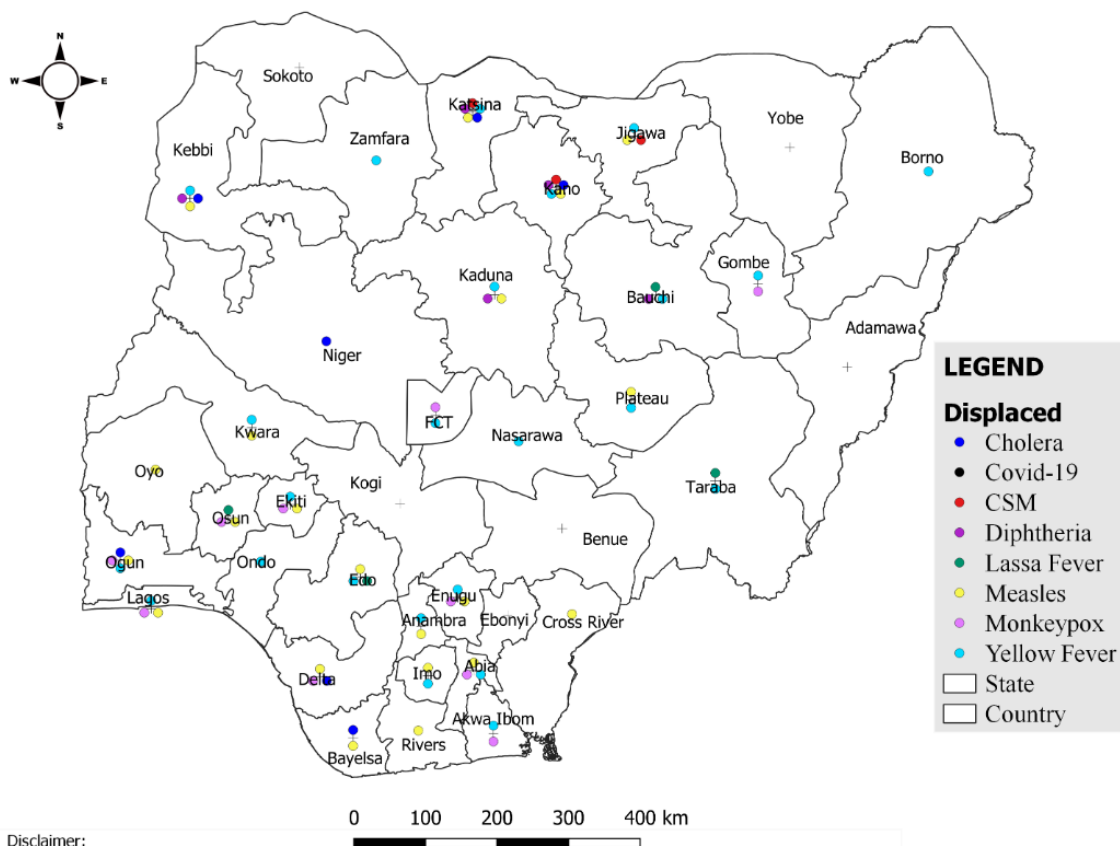 N
W
E
S
Sokoto
Katsina
Kebbi
Zamfara
Jigawa
Yobe
Kano
Borno
Kaduna
Bauchi
Gombe
Adamawa
Niger
FCT
Plateau
Nasarawa
Kwara
Oyo
Kogi
Taraba
Osun
Ekiti
Benue
Ogun
Ondo
Edo
Lagos
Enugu
Anambra
Ebonyi
Cross River
Delta
Imo
Abia
Akwa Ibom
Bayelsa
Rivers
LEGEND
Displaced
Cholera
Covid-19
CSM
Diphtheria
Lassa Fever
Measles
Monkeypox
Yellow Fever
State
Country
0 100 200 300 400 km
Disclaimer: